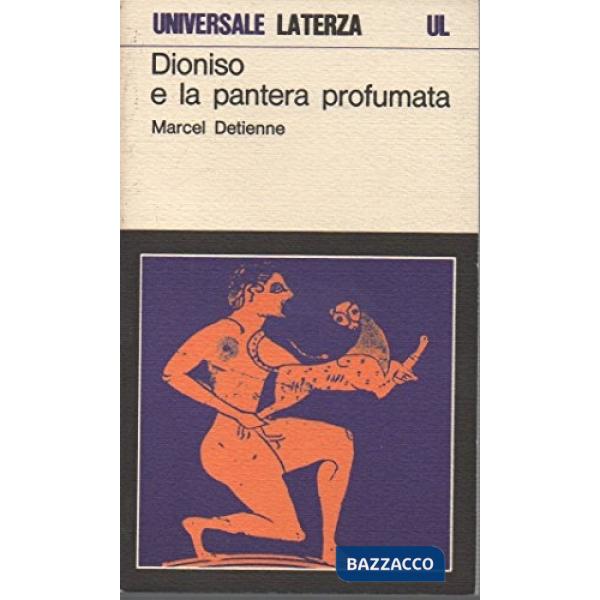 UNIVERSALE LATERZA UL
Dioniso
e la pantera profumata
Marcel Detienne
BAZZACCO